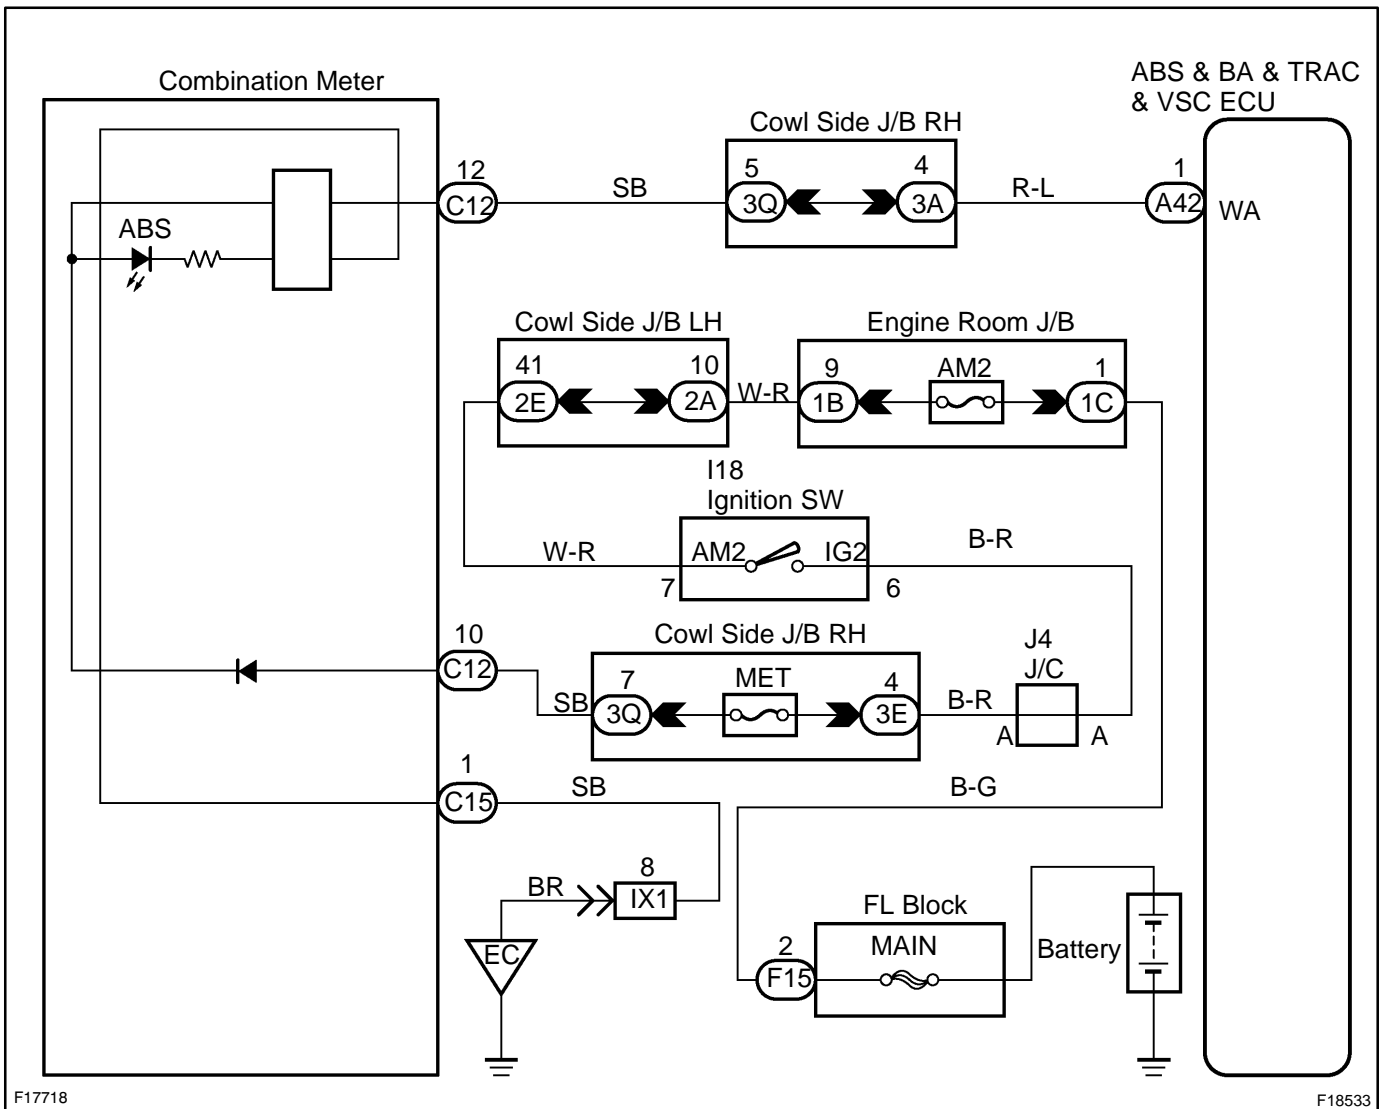 ABS & BA & TRAC
& VSC ECU
Combination Meter
Cowl Side J/B RH
12
C12
SB
5
3Q
4
3A
R-L
1
A42
WA
ABS
Cowl Side J/B LH
Engine Room J/B
41
2E
10
2A
W-R
9
1B
AM2
1
1C
I18
Ignition SW
W-R
AM2
IG2
B-R
7
6
Cowl Side J/B RH
J4
J/C
10
C12
SB
7
3Q
MET
4
3E
B-R
A
A
1
C15
SB
B-G
8
IX1
BR
EC
FL Block
2
F15
MAIN
Battery
F17718
F18533